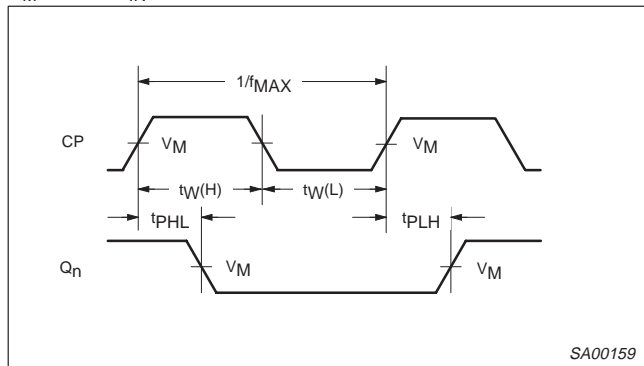 1/fMAX
CP
VM
VM
tW(H)
tW(L)
tPHL
tPLH
Qn
VM
VM
SA00159